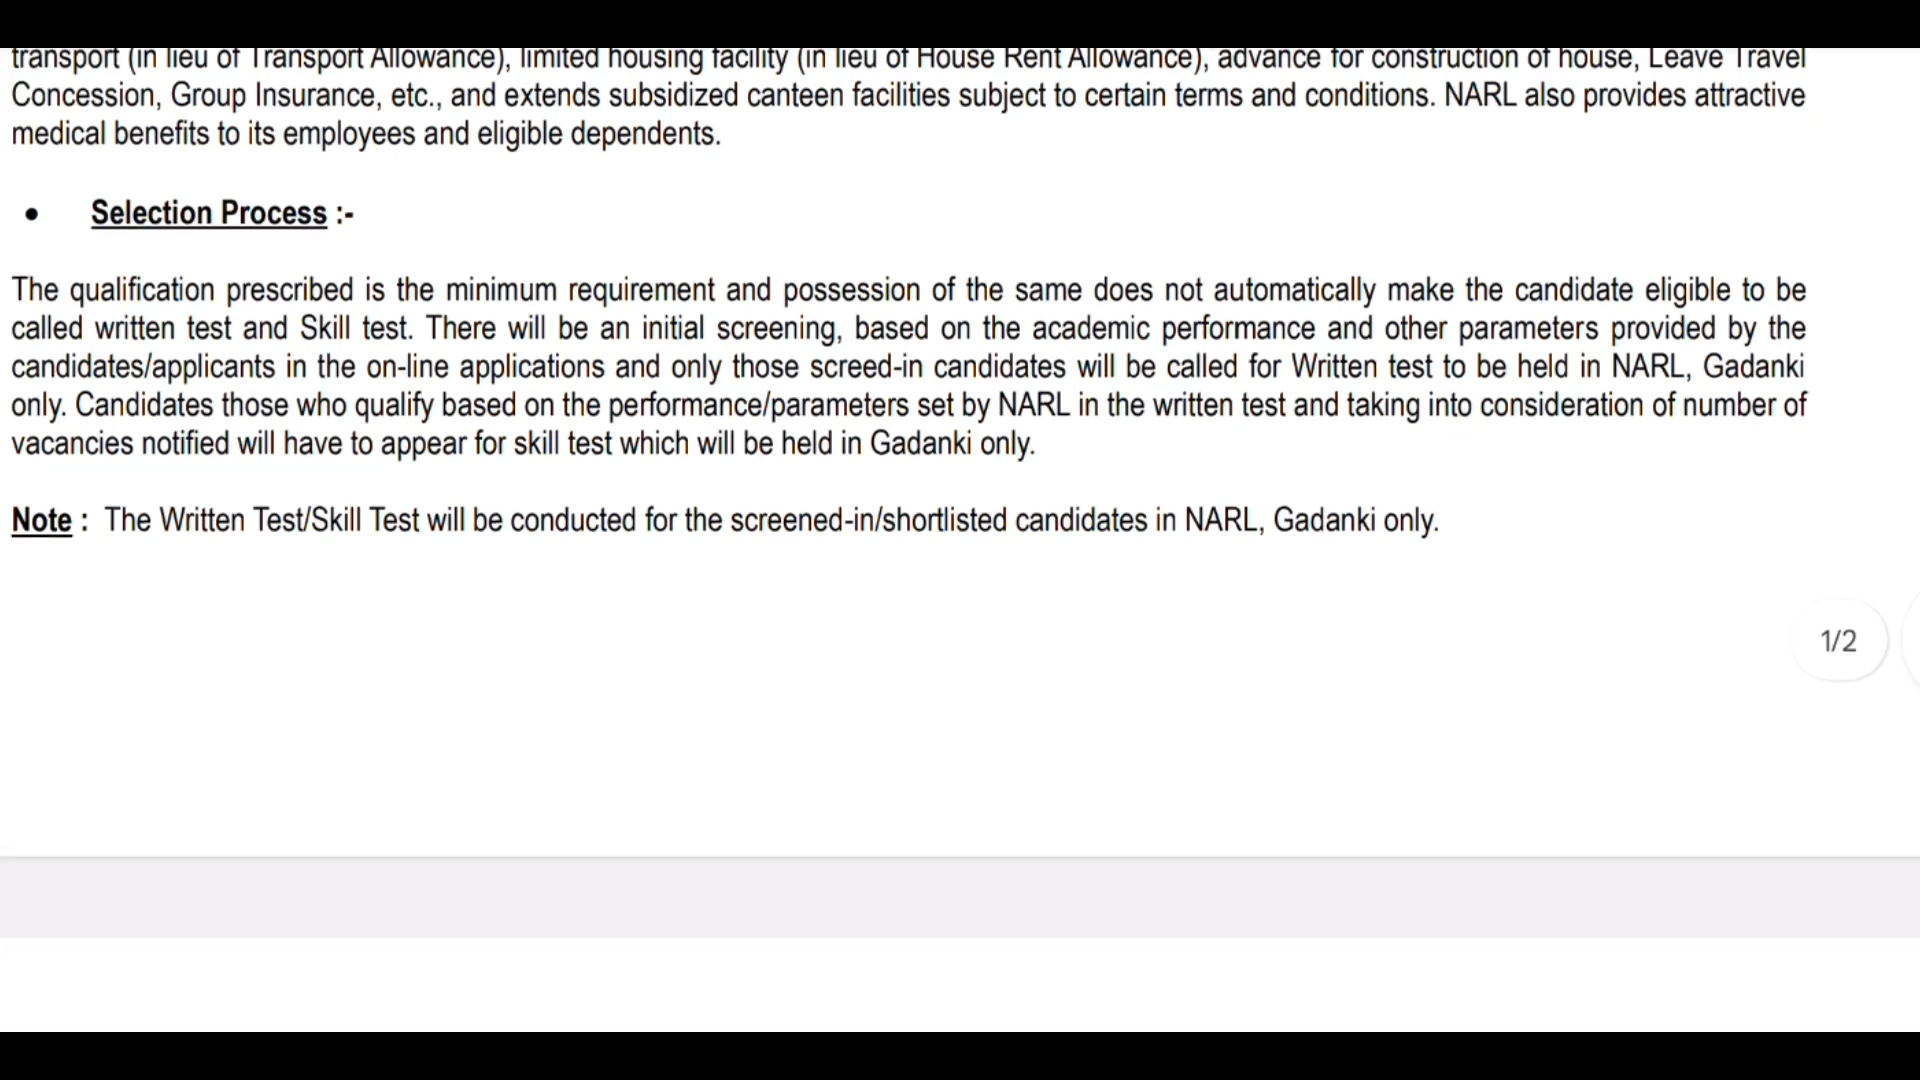 transport (in lieu of Transport Allowance), limited housing facility (in lieu of House Rent Allowance), advance for construction of house, Leave Travel
Concession, Group Insurance, etc., and extends subsidized canteen facilities subject to certain terms and conditions. NARL also provides attractive
medical benefits to its employees and eligible dependents.
• Selection Process :-
The qualification prescribed is the minimum requirement and possession of the same does not automatically make the candidate eligible to be
called written test and Skill test. There will be an initial screening, based on the academic performance and other parameters provided by the
candidates/applicants in the on-line applications and only those screed-in candidates will be called for Written test to be held in NARL, Gadanki
only. Candidates those who qualify based on the performance/parameters set by NARL in the written test and taking into consideration of number of
vacancies notified will have to appear for skill test which will be held in Gadanki only.
Note : The Written Test/Skill Test will be conducted for the screened-in/shortlisted candidates in NARL, Gadanki only.
1/2